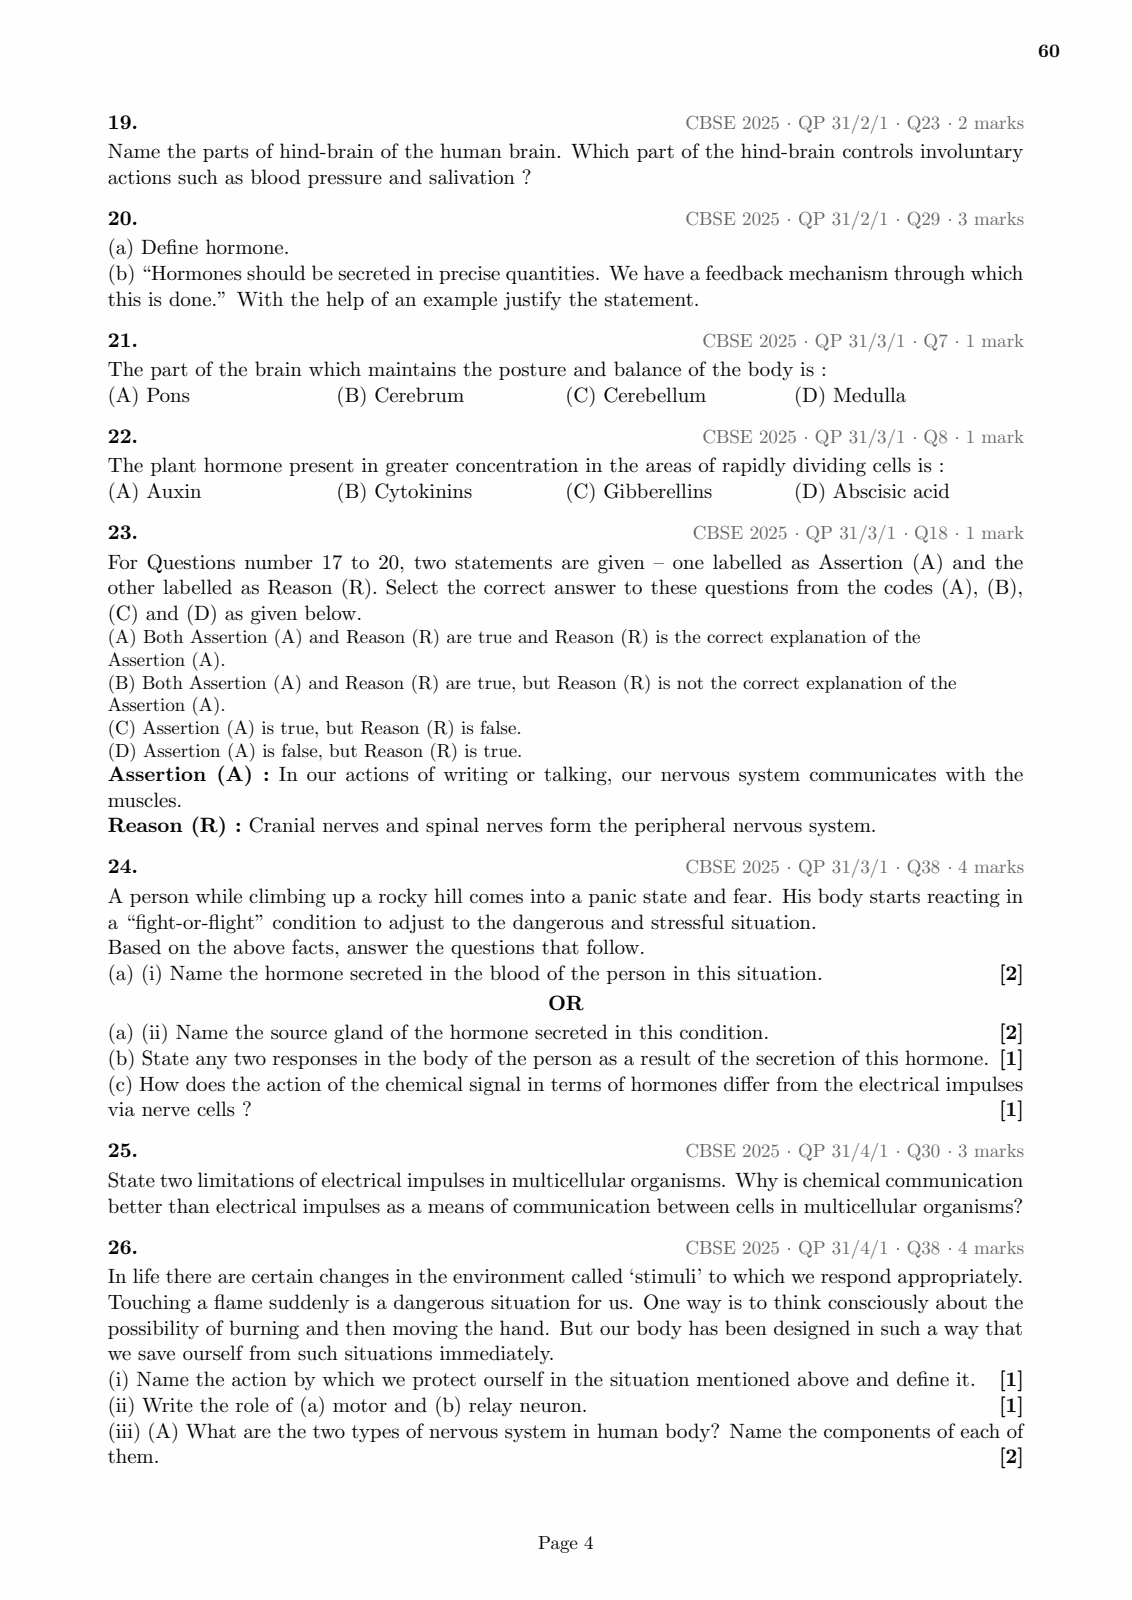 60
19. CBSE 2025 · QP 31/2/1 · Q23 · 2 marks
Name the parts of hind-brain of the human brain. Which part of the hind-brain controls involuntary
actions such as blood pressure and salivation ?
20. CBSE 2025 · QP 31/2/1 · Q29 · 3 marks
(a) Define hormone.
(b) “Hormones should be secreted in precise quantities. We have a feedback mechanism through which
this is done.” With the help of an example justify the statement.
21. CBSE 2025 · QP 31/3/1 · Q7 · 1 mark
The part of the brain which maintains the posture and balance of the body is :
(A) Pons (B) Cerebrum (C) Cerebellum (D) Medulla
22. CBSE 2025 · QP 31/3/1 · Q8 · 1 mark
The plant hormone present in greater concentration in the areas of rapidly dividing cells is :
(A) Auxin (B) Cytokinins (C) Gibberellins (D) Abscisic acid
23. CBSE 2025 · QP 31/3/1 · Q18 · 1 mark
For Questions number 17 to 20, two statements are given – one labelled as Assertion (A) and the
other labelled as Reason (R). Select the correct answer to these questions from the codes (A), (B),
(C) and (D) as given below.
(A) Both Assertion (A) and Reason (R) are true and Reason (R) is the correct explanation of the
Assertion (A).
(B) Both Assertion (A) and Reason (R) are true, but Reason (R) is not the correct explanation of the
Assertion (A).
(C) Assertion (A) is true, but Reason (R) is false.
(D) Assertion (A) is false, but Reason (R) is true.
Assertion (A) : In our actions of writing or talking, our nervous system communicates with the
muscles.
Reason (R) : Cranial nerves and spinal nerves form the peripheral nervous system.
24. CBSE 2025 · QP 31/3/1 · Q38 · 4 marks
A person while climbing up a rocky hill comes into a panic state and fear. His body starts reacting in
a “fight-or-flight” condition to adjust to the dangerous and stressful situation.
Based on the above facts, answer the questions that follow.
(a) (i) Name the hormone secreted in the blood of the person in this situation. [2]
OR
(a) (ii) Name the source gland of the hormone secreted in this condition. [2]
(b) State any two responses in the body of the person as a result of the secretion of this hormone. [1]
(c) How does the action of the chemical signal in terms of hormones differ from the electrical impulses
via nerve cells ? [1]
25. CBSE 2025 · QP 31/4/1 · Q30 · 3 marks
State two limitations of electrical impulses in multicellular organisms. Why is chemical communication
better than electrical impulses as a means of communication between cells in multicellular organisms?
26. CBSE 2025 · QP 31/4/1 · Q38 · 4 marks
In life there are certain changes in the environment called ‘stimuli’ to which we respond appropriately.
Touching a flame suddenly is a dangerous situation for us. One way is to think consciously about the
possibility of burning and then moving the hand. But our body has been designed in such a way that
we save ourself from such situations immediately.
(i) Name the action by which we protect ourself in the situation mentioned above and define it. [1]
(ii) Write the role of (a) motor and (b) relay neuron. [1]
(iii) (A) What are the two types of nervous system in human body? Name the components of each of
them. [2]
Page 4